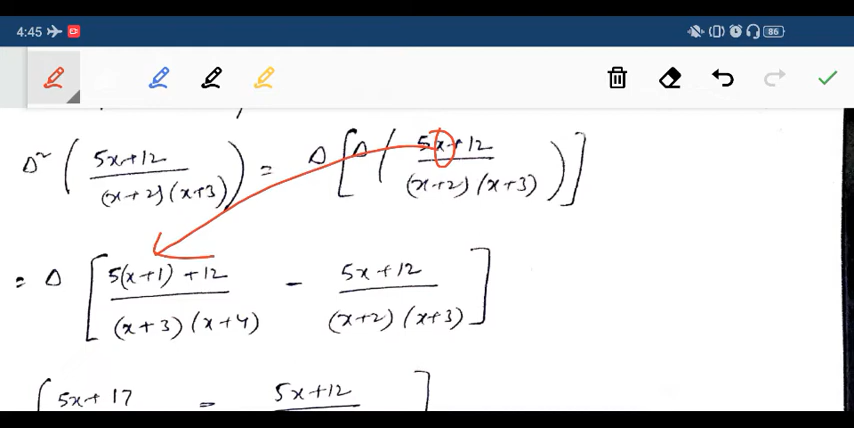 4:45 86
Δ² ( 5x+12 / (x+2)(x+3) ) = Δ [ Δ ( 5x+12 / (x+2)(x+3) ) ]
= Δ [ 5(x+1)+12 / (x+3)(x+4) - 5x+12 / (x+2)(x+3) ]
[ 5x+17 - 5x+12 ]